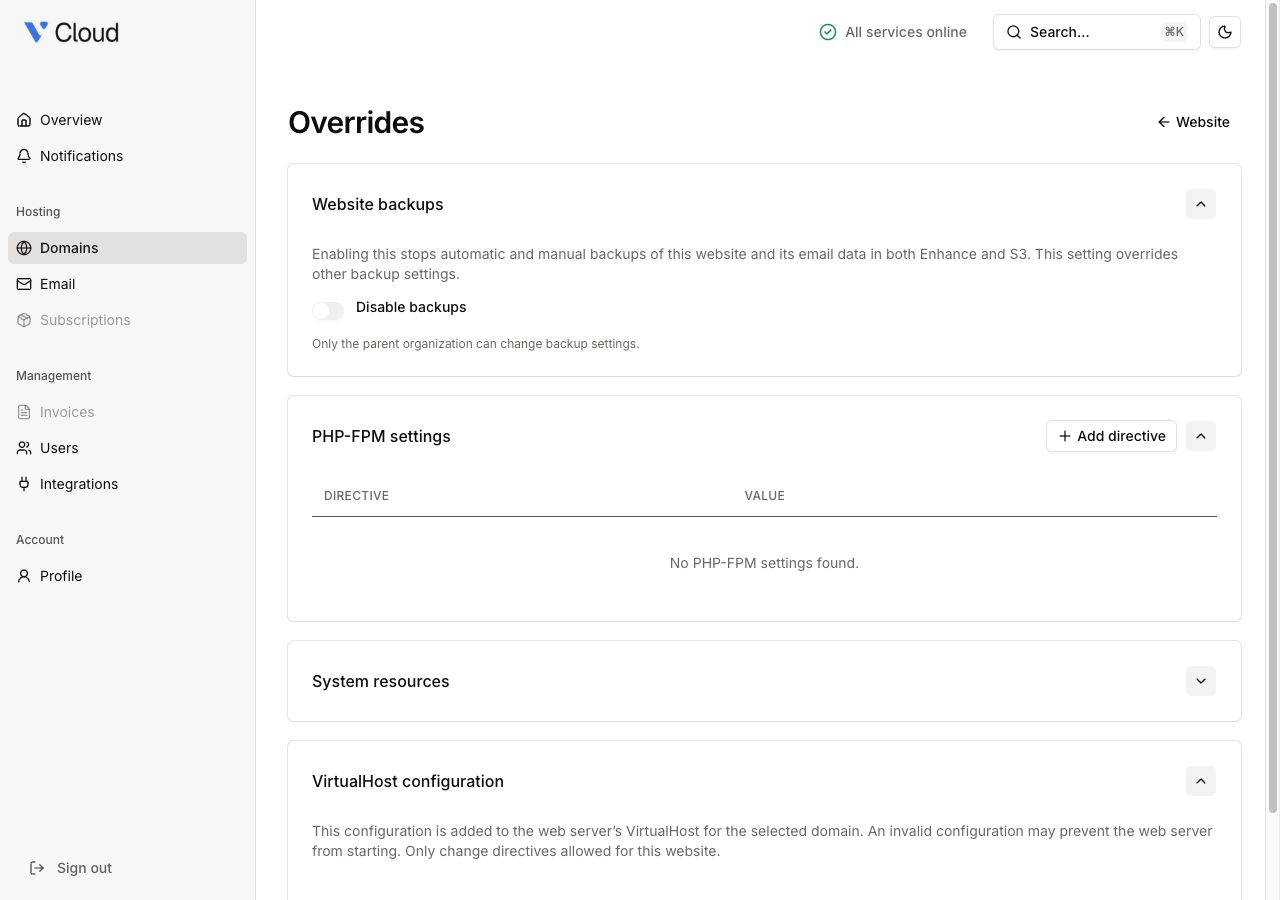 Cloud
All services online
Search...
⌘K
Overview
Notifications
Hosting
Domains
Email
Subscriptions
Management
Invoices
Users
Integrations
Account
Profile
Sign out
Overrides
Website
Website backups
Enabling this stops automatic and manual backups of this website and its email data in both Enhance and S3. This setting overrides
other backup settings.
Disable backups
Only the parent organization can change backup settings.
PHP-FPM settings
Add directive
DIRECTIVE
VALUE
No PHP-FPM settings found.
System resources
VirtualHost configuration
This configuration is added to the web server’s VirtualHost for the selected domain. An invalid configuration may prevent the web server
from starting. Only change directives allowed for this website.